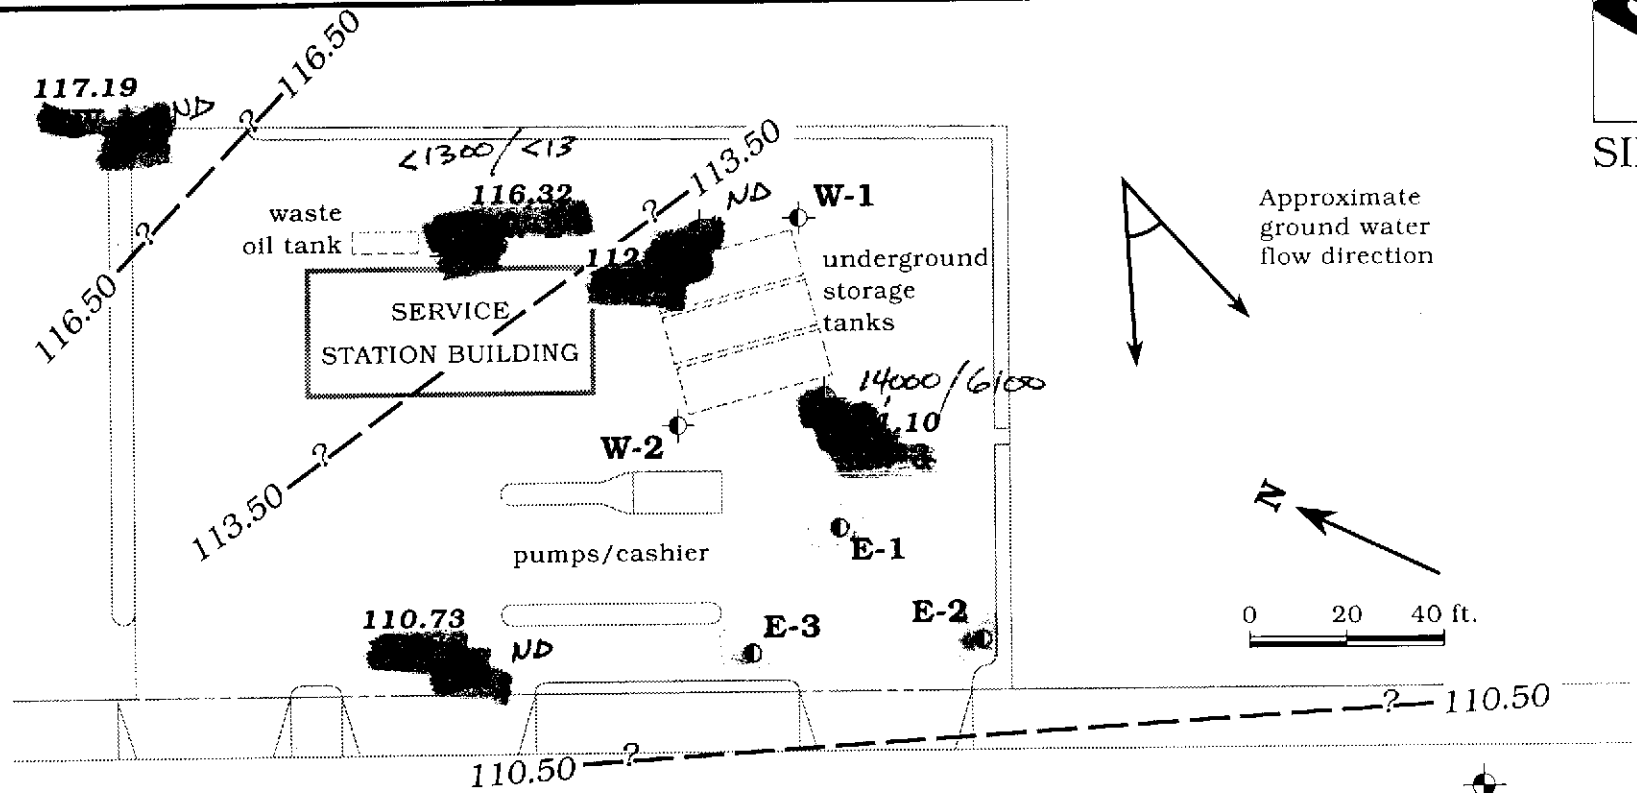 116.50
117.19
ND
?
<1300/<13
113.50
SI
116.32
ND
W-1
?
waste
oil tank
?
112
underground
storage
tanks
Approximate
ground water
flow direction
116.50
SERVICE
STATION BUILDING
14000/6100
.10
W-2
?
113.50
N
E-1
pumps/cashier
0 20 40 ft.
110.73
ND
E-3
E-2
? 110.50
110.50 ?